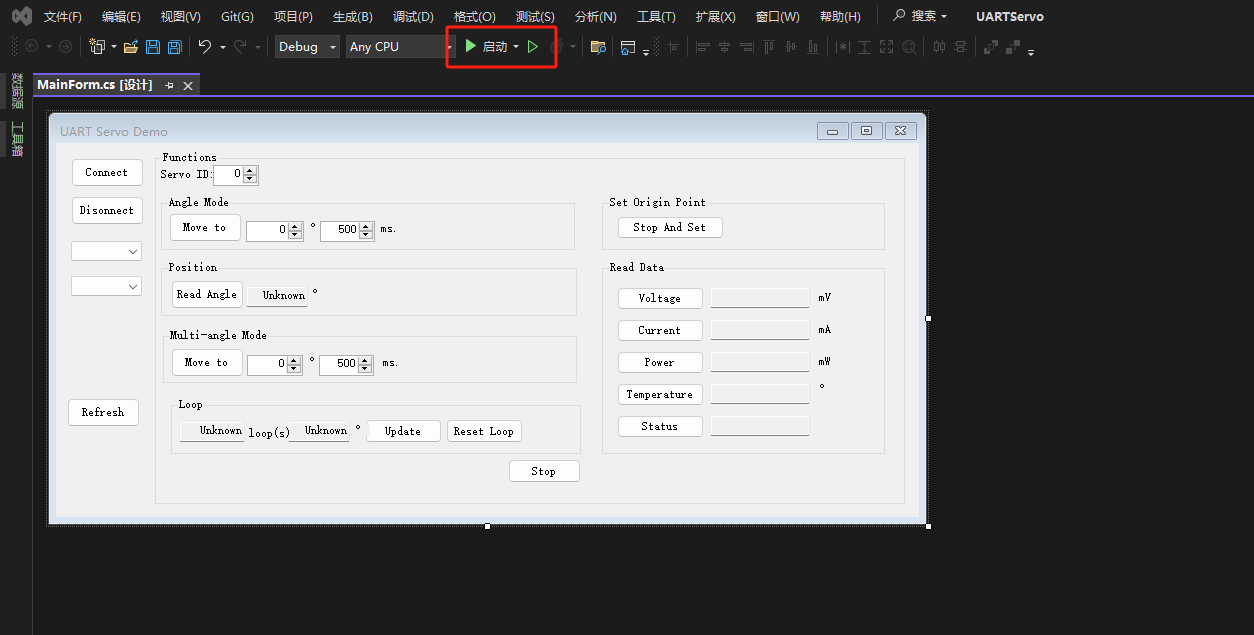 文件(F) 编辑(E) 视图(V) Git(G) 项目(P) 生成(B) 调试(D) 格式(O) 测试(S) 分析(N) 工具(T) 扩展(X) 窗口(W) 帮助(H) 搜索 UARTServo
Debug Any CPU 启动
数据源
工具箱
MainForm.cs [设计]
UART Servo Demo
Connect
Disonnect
Refresh
Functions
Servo ID: 0
Angle Mode
Move to 0 ° 500 ms.
Position
Read Angle Unknown °
Multi-angle Mode
Move to 0 ° 500 ms.
Loop
Unknown loop(s) Unknown ° Update Reset Loop
Stop
Set Origin Point
Stop And Set
Read Data
Voltage mV
Current mA
Power mW
Temperature °
Status